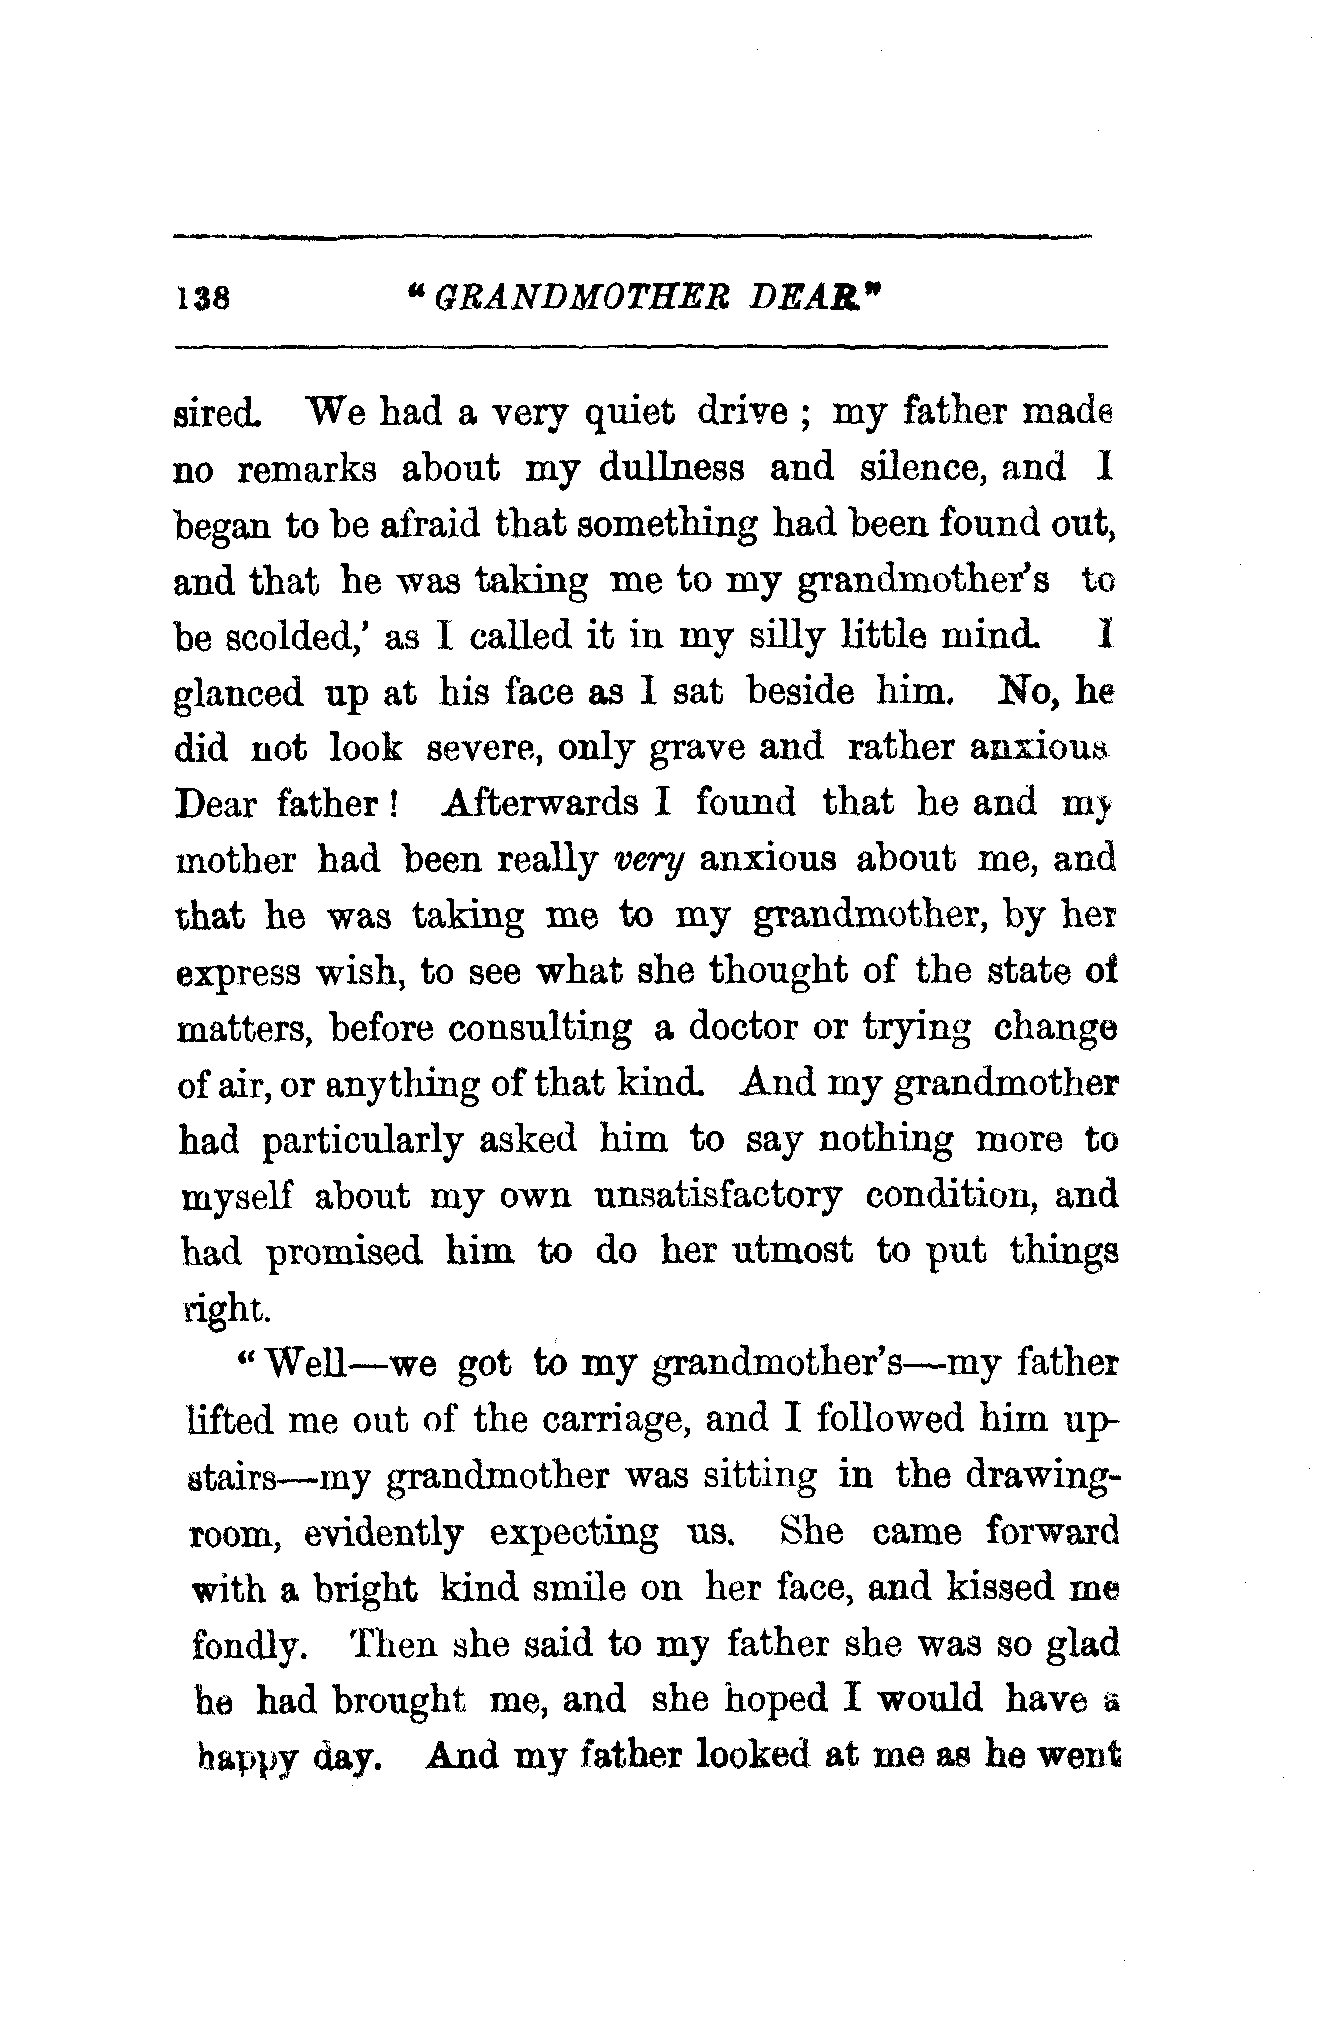 138 “GRANDMOTHER DEAR.”
sired. We had a very quiet drive; my father made
no remarks about my dullness and silence, and I
began to be afraid that something had been found out,
and that he was taking me to my grandmother's to
be scolded,’ as I called it in my silly little mind. I
glanced up at his face as I sat beside him. No, he
did not look severe, only grave and rather anxious.
Dear father! Afterwards I found that he and my
mother had been really very anxious about me, and
that he was taking me to my grandmother, by her
express wish, to see what she thought of the state of
matters, before consulting a doctor or trying change
of air, or anything of that kind. And my grandmother
had particularly asked him to say nothing more to
myself about my own unsatisfactory condition, and
had promised him to do her utmost to put things
right.
“Well—we got to my grandmother's—my father
lifted me out of the carriage, and I followed him up-
stairs—my grandmother was sitting in the drawing-
room, evidently expecting us. She came forward
with a bright kind smile on her face, and kissed me
fondly. Then she said to my father she was so glad
he had brought me, and she hoped I would have a
happy day. And my father looked at me as he went